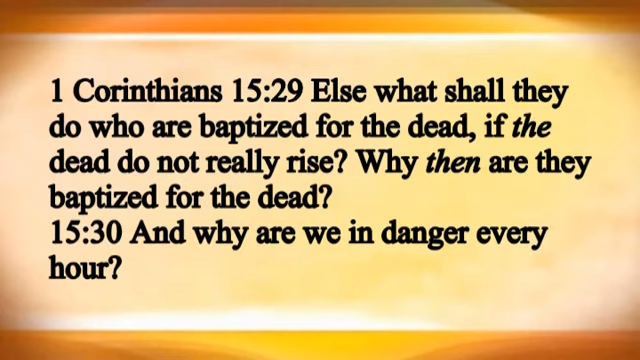 1 Corinthians 15:29 Else what shall they
do who are baptized for the dead, if the
dead do not really rise? Why then are they
baptized for the dead?
15:30 And why are we in danger every
hour?